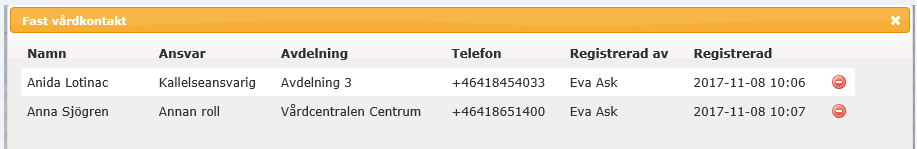 Fast vårdkontakt
Namn Ansvar Avdelning Telefon Registrerad av Registrerad
Anida Lotinac Kallelseansvarig Avdelning 3 +46418454033 Eva Ask 2017-11-08 10:06
Anna Sjögren Annan roll Vårdcentralen Centrum +46418651400 Eva Ask 2017-11-08 10:07